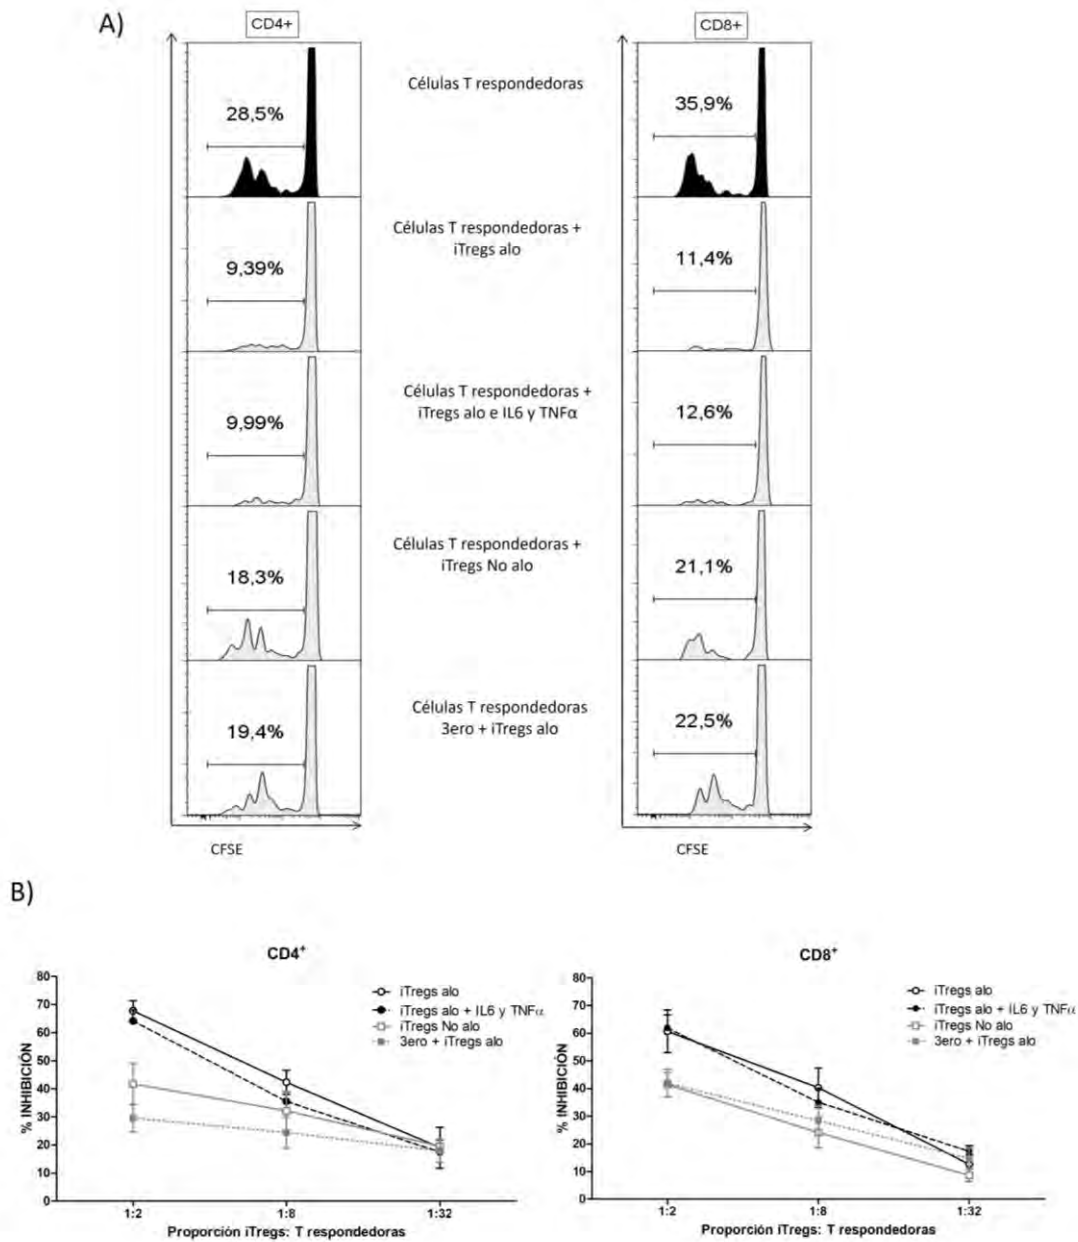 A)
CD4+
CD8+
28,5%
Células T respondedoras
35,9%
9,39%
Células T respondedoras +
iTregs alo
11,4%
9,99%
Células T respondedoras +
iTregs alo e IL6 y TNFα
12,6%
18,3%
Células T respondedoras +
iTregs No alo
21,1%
19,4%
Células T respondedoras
3ero + iTregs alo
22,5%
CFSE
CFSE
B)
CD4+
% INHIBICIÓN
80
70
60
50
40
30
20
10
0
iTregs alo
iTregs alo + IL6 y TNFα
iTregs No alo
3ero + iTregs alo
1:2
1:8
1:32
Proporción iTregs: T respondedoras
CD8+
% INHIBICIÓN
80
70
60
50
40
30
20
10
0
iTregs alo
iTregs alo + IL6 y TNFα
iTregs No alo
3ero + iTregs alo
1:2
1:8
1:32
Proporción iTregs: T respondedoras